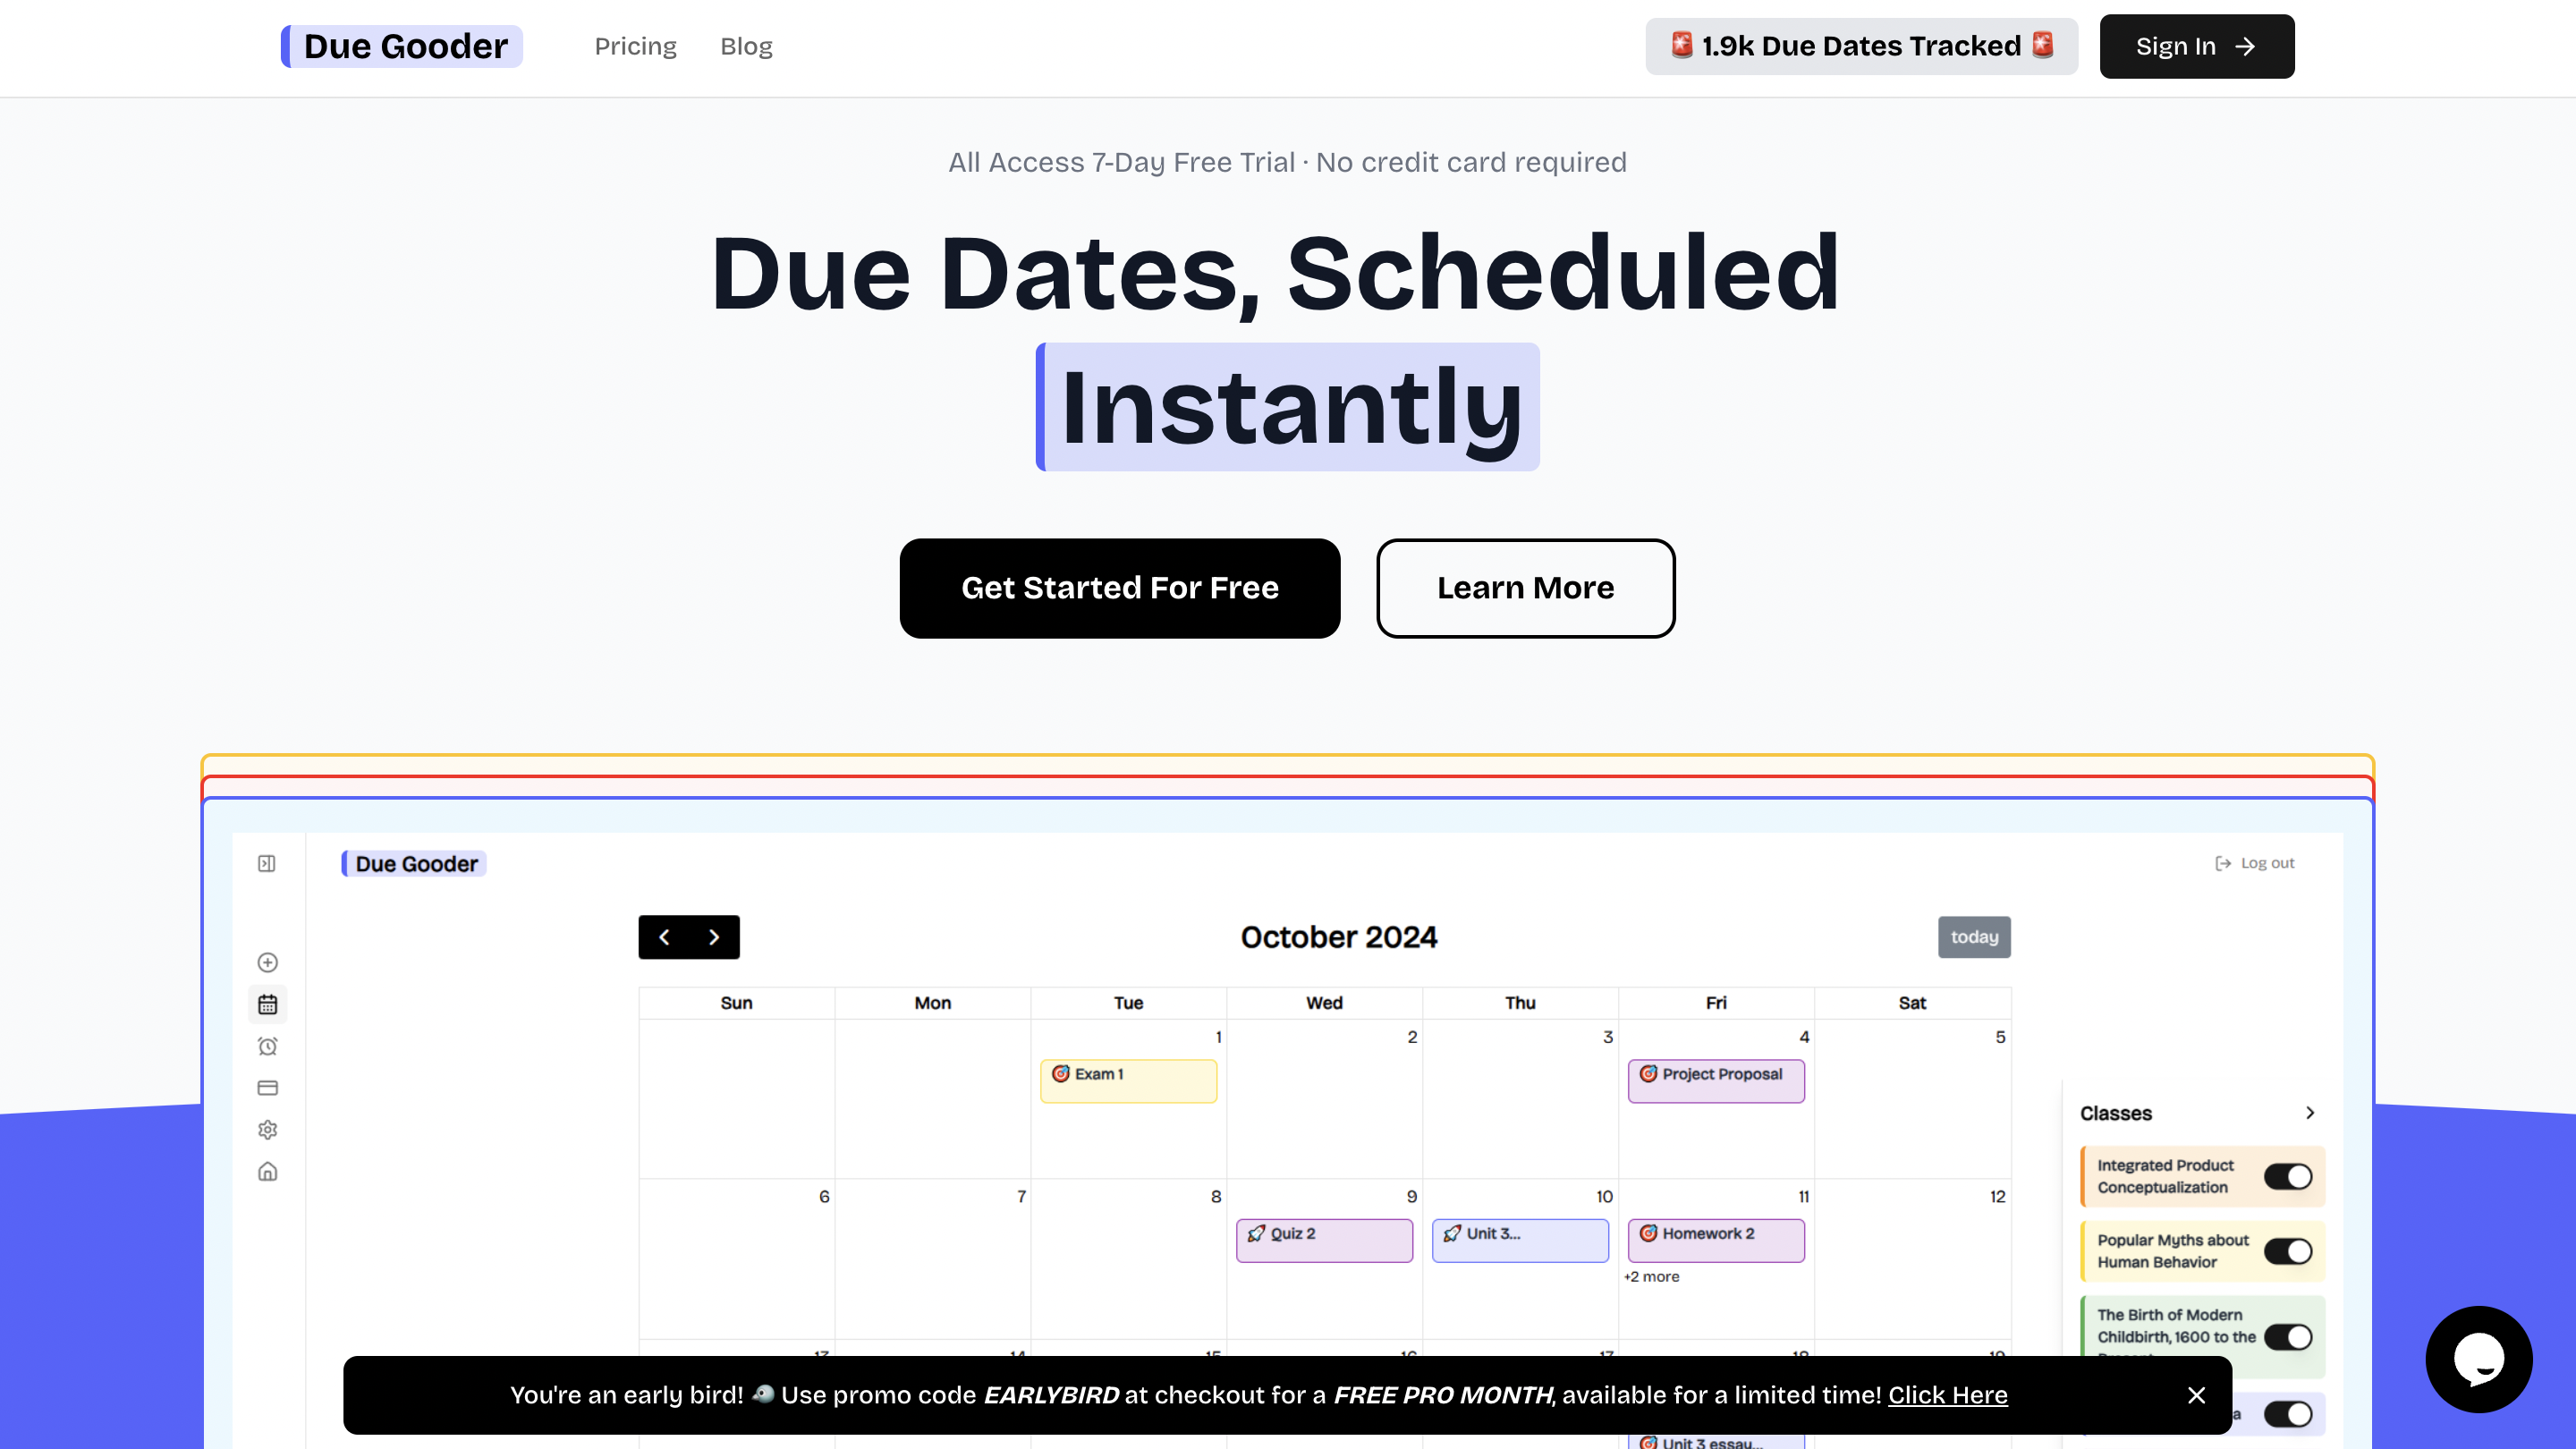 Due Gooder
Pricing
Blog
🚨 1.9k Due Dates Tracked 🚨
Sign In →
All Access 7-Day Free Trial · No credit card required
Due Dates, Scheduled
Instantly
Get Started For Free
Learn More
Due Gooder
Log out
October 2024
today
Sun Mon Tue Wed Thu Fri Sat
1 2 3 4 5
🎯 Exam 1
🎯 Project Proposal
6 7 8 9 10 11 12
🚀 Quiz 2
🚀 Unit 3...
🎯 Homework 2
+2 more
Classes
Integrated Product
Conceptualization
Popular Myths about
Human Behavior
The Birth of Modern
Childbirth, 1600 to the
You're an early bird! 🐦 Use promo code EARLYBIRD at checkout for a FREE PRO MONTH, available for a limited time! Click Here
🎯 Unit 3 essay...